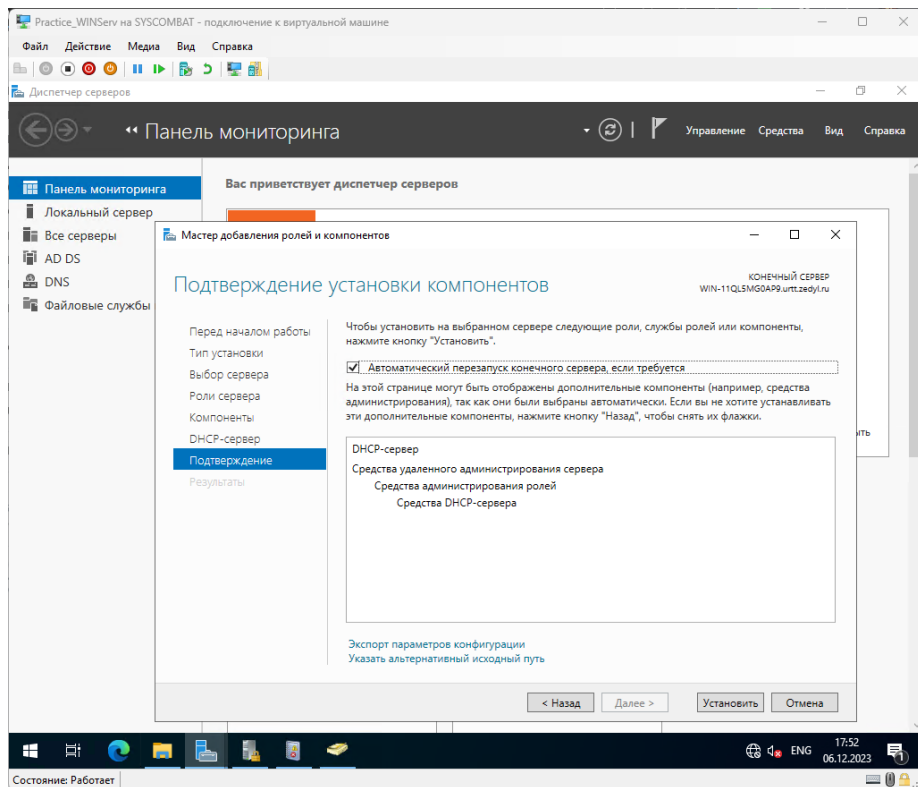 Practice_WINServ на SYSCOMBAT - подключение к виртуальной машине
Файл Действие Медиа Вид Справка
Диспетчер серверов
Панель мониторинга
Управление Средства Вид Справка
Панель мониторинга
Локальный сервер
Все серверы
AD DS
DNS
Файловые службы
Вас приветствует диспетчер серверов
Мастер добавления ролей и компонентов
Подтверждение установки компонентов
КОНЕЧНЫЙ СЕРВЕР
WIN-11QL5MG0AP9.urtt.zedyl.ru
Перед началом работы
Тип установки
Выбор сервера
Роли сервера
Компоненты
DHCP-сервер
Подтверждение
Результаты
Чтобы установить на выбранном сервере следующие роли, службы ролей или компоненты,
нажмите кнопку "Установить".
Автоматический перезапуск конечного сервера, если требуется
На этой странице могут быть отображены дополнительные компоненты (например, средства
администрирования), так как они были выбраны автоматически. Если вы не хотите устанавливать
эти дополнительные компоненты, нажмите кнопку "Назад", чтобы снять их флажки.
DHCP-сервер
Средства удаленного администрирования сервера
Средства администрирования ролей
Средства DHCP-сервера
Экспорт параметров конфигурации
Указать альтернативный исходный путь
< Назад Далее > Установить Отмена
ENG
17:52
06.12.2023
1
Состояние: Работает